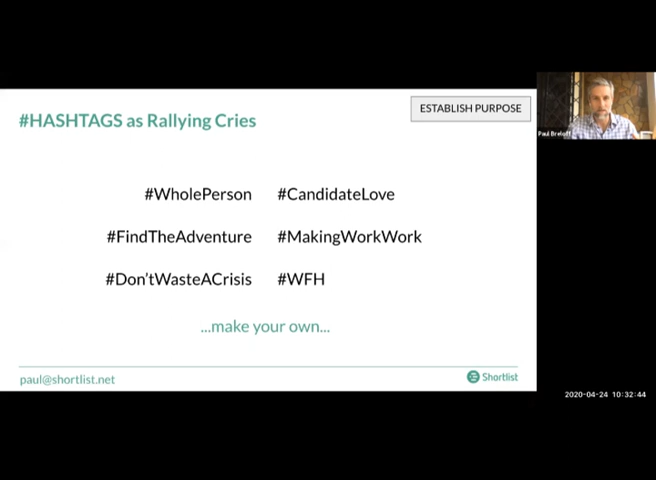 ESTABLISH PURPOSE
#HASHTAGS as Rallying Cries
#WholePerson #CandidateLove
#FindTheAdventure #MakingWorkWork
#Don'tWasteACrisis #WFH
...make your own...
paul@shortlist.net
Shortlist
Paul Breloff
2020-04-24 10:32:44